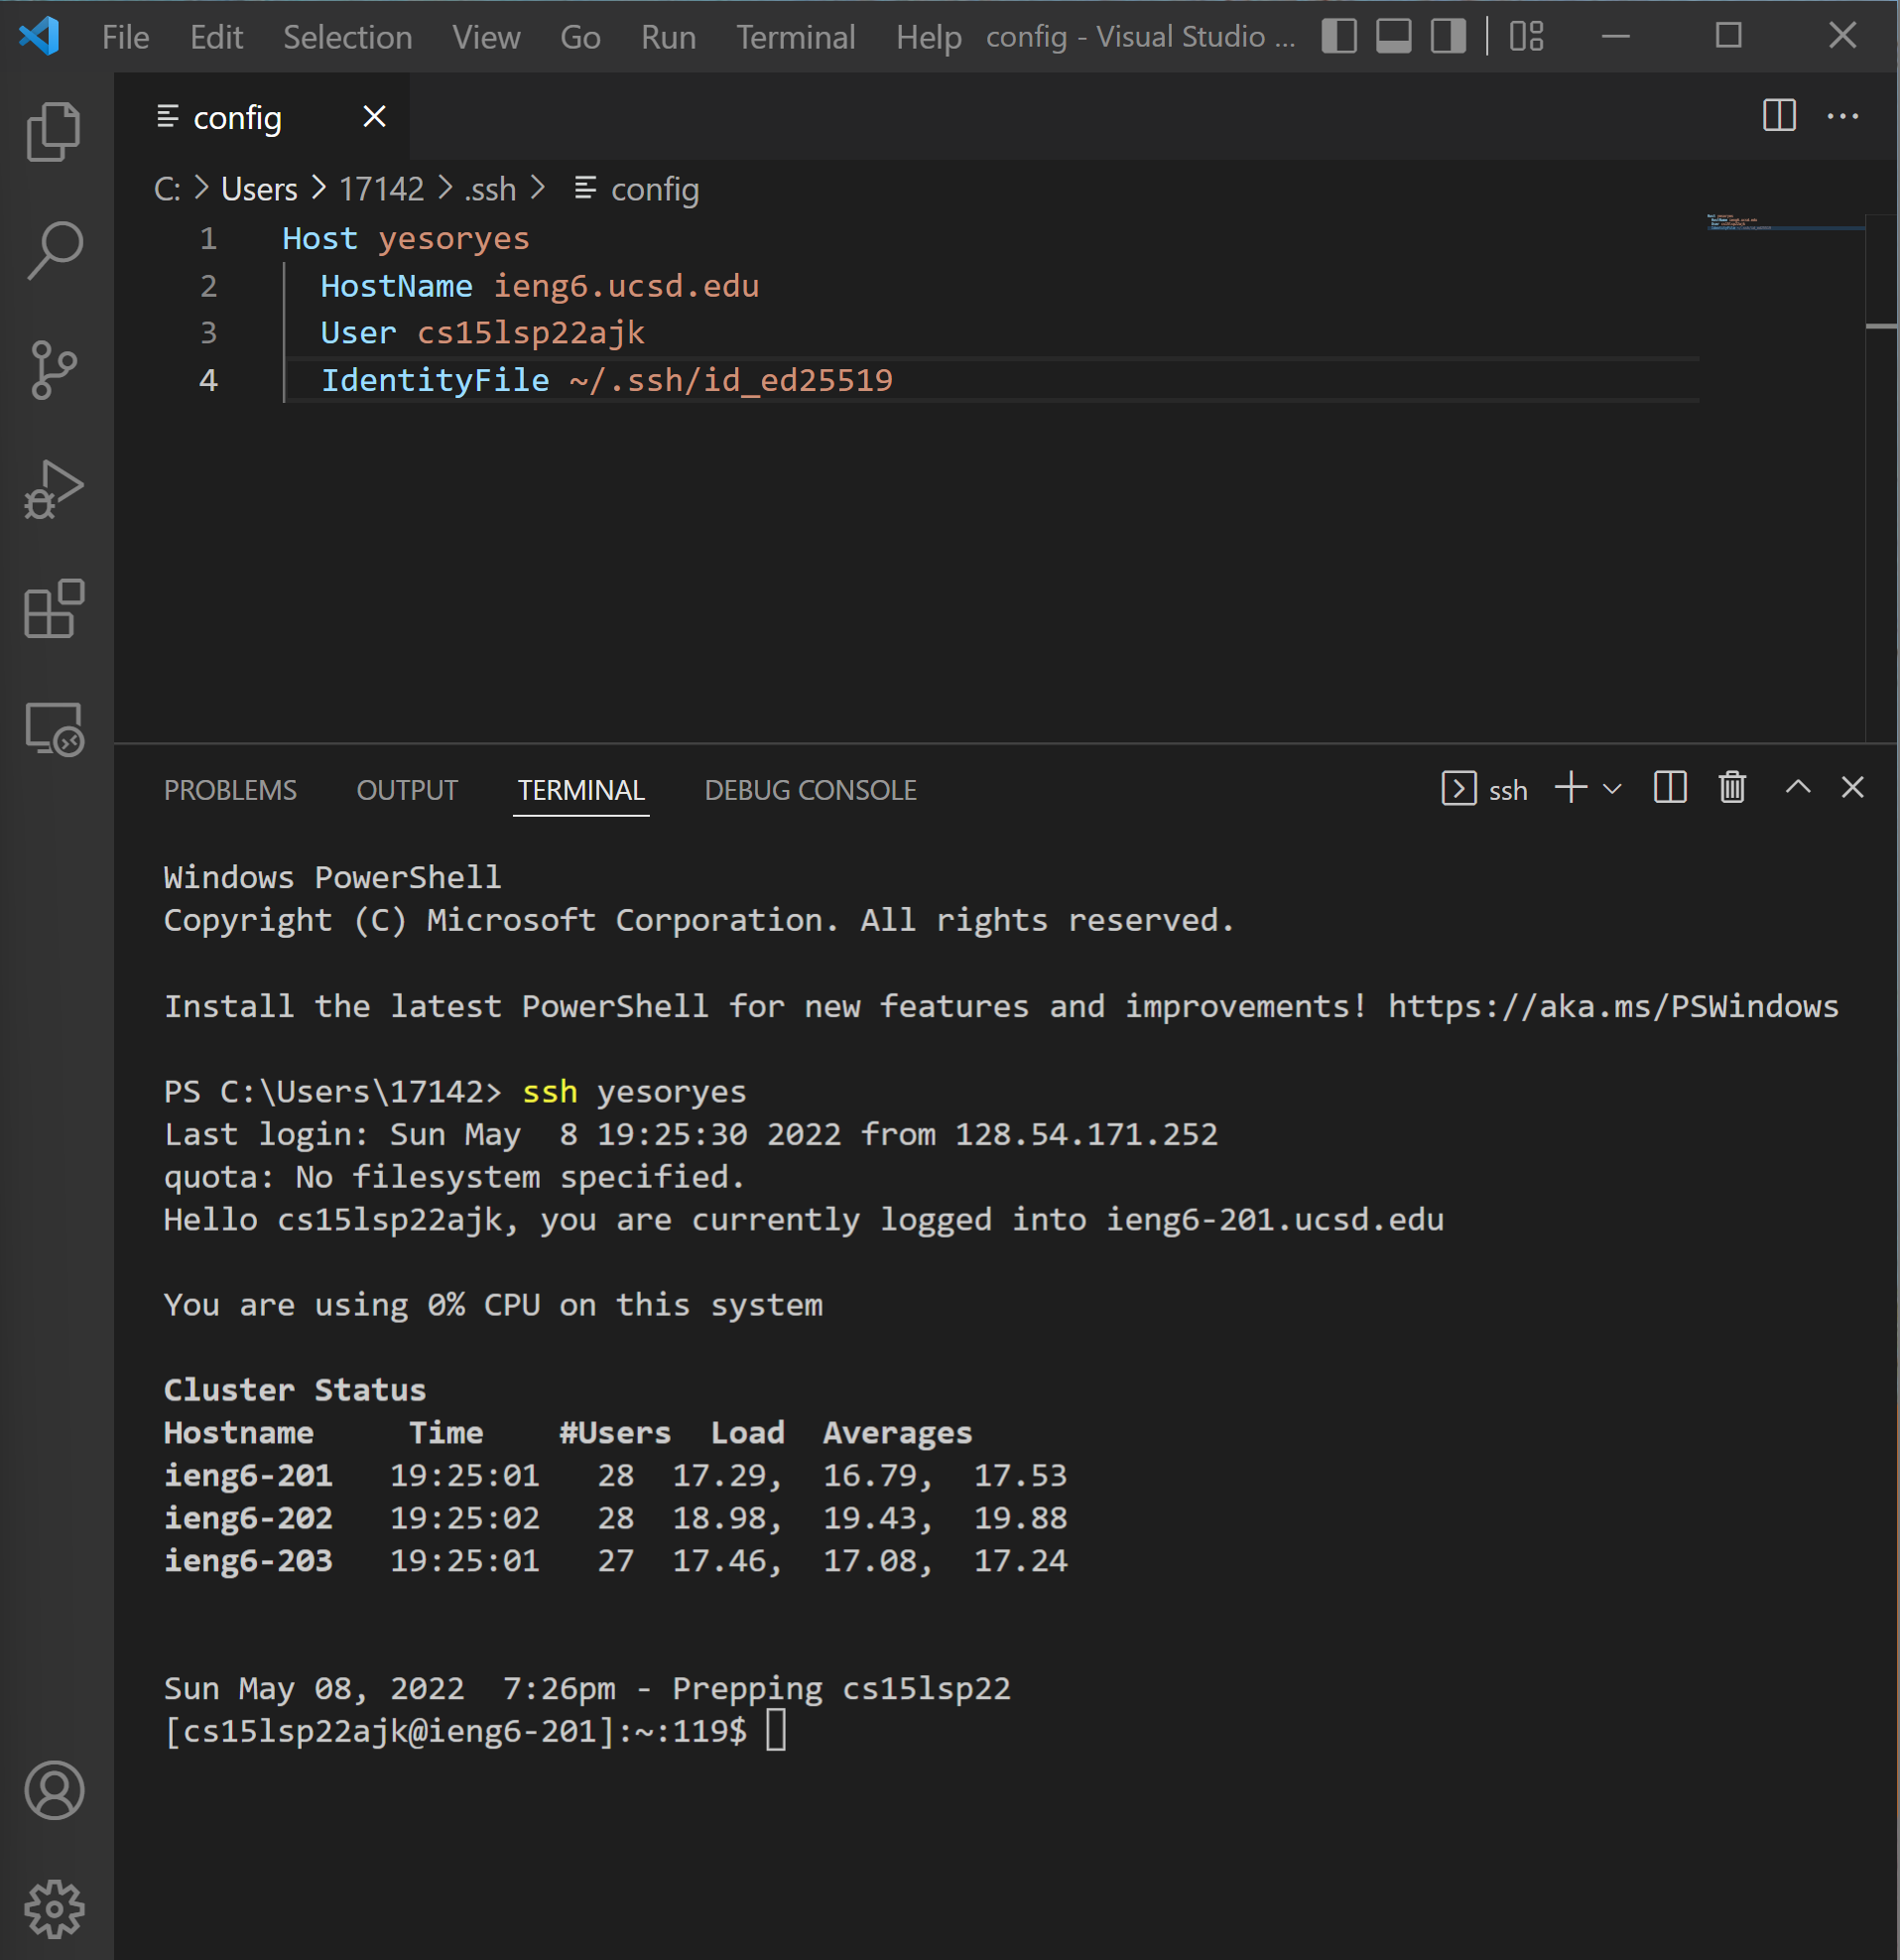 File Edit Selection View Go Run Terminal Help config - Visual Studio ...
config
C: > Users > 17142 > .ssh > config
1 Host yesoryes
2 HostName ieng6.ucsd.edu
3 User cs15lsp22ajk
4 IdentityFile ~/.ssh/id_ed25519
PROBLEMS OUTPUT TERMINAL DEBUG CONSOLE ssh
Windows PowerShell
Copyright (C) Microsoft Corporation. All rights reserved.
Install the latest PowerShell for new features and improvements! https://aka.ms/PSWindows
PS C:\Users\17142> ssh yesoryes
Last login: Sun May  8 19:25:30 2022 from 128.54.171.252
quota: No filesystem specified.
Hello cs15lsp22ajk, you are currently logged into ieng6-201.ucsd.edu
You are using 0% CPU on this system
Cluster Status
Hostname     Time    #Users  Load  Averages
ieng6-201   19:25:01   28  17.29,  16.79,  17.53
ieng6-202   19:25:02   28  18.98,  19.43,  19.88
ieng6-203   19:25:01   27  17.46,  17.08,  17.24
Sun May 08, 2022  7:26pm - Prepping cs15lsp22
[cs15lsp22ajk@ieng6-201]:~:119$